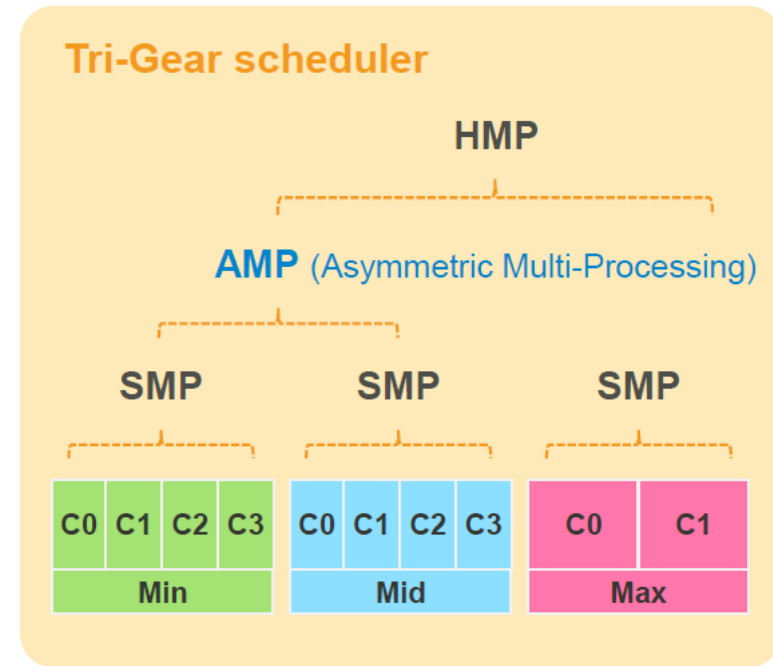 Tri-Gear scheduler
HMP
AMP (Asymmetric Multi-Processing)
SMP SMP SMP
C0 C1 C2 C3 C0 C1 C2 C3 C0 C1
Min Mid Max